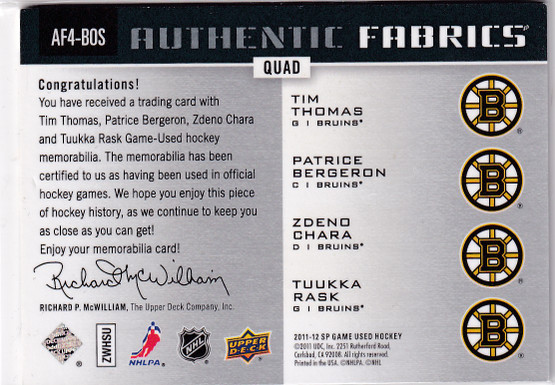 AF4-BOS AUTHENTIC FABRICS
QUAD
Congratulations!
You have received a trading card with
Tim Thomas, Patrice Bergeron, Zdeno Chara
and Tuukka Rask Game-Used hockey
memorabilia. The memorabilia has been
certified to us as having been used in official
hockey games. We hope you enjoy this piece
of hockey history, as we continue to keep you
as close as you can get!
Enjoy your memorabilia card!
Richard McWilliam
RICHARD P. McWILLIAM, The Upper Deck Company, Inc.
ZWHSU
NHLPA
NHL
UPPER
DECK
TIM
THOMAS
G | BRUINS®
B
PATRICE
BERGERON
C | BRUINS®
B
ZDENO
CHARA
D | BRUINS®
B
TUUKKA
RASK
G | BRUINS®
B
2011-12 SP GAME USED HOCKEY
©2011 UDC, Inc. 2251 Rutherford Road,
Carlsbad, CA 92008. All rights reserved.
Printed in the USA. ©NHLPA. ©NHL